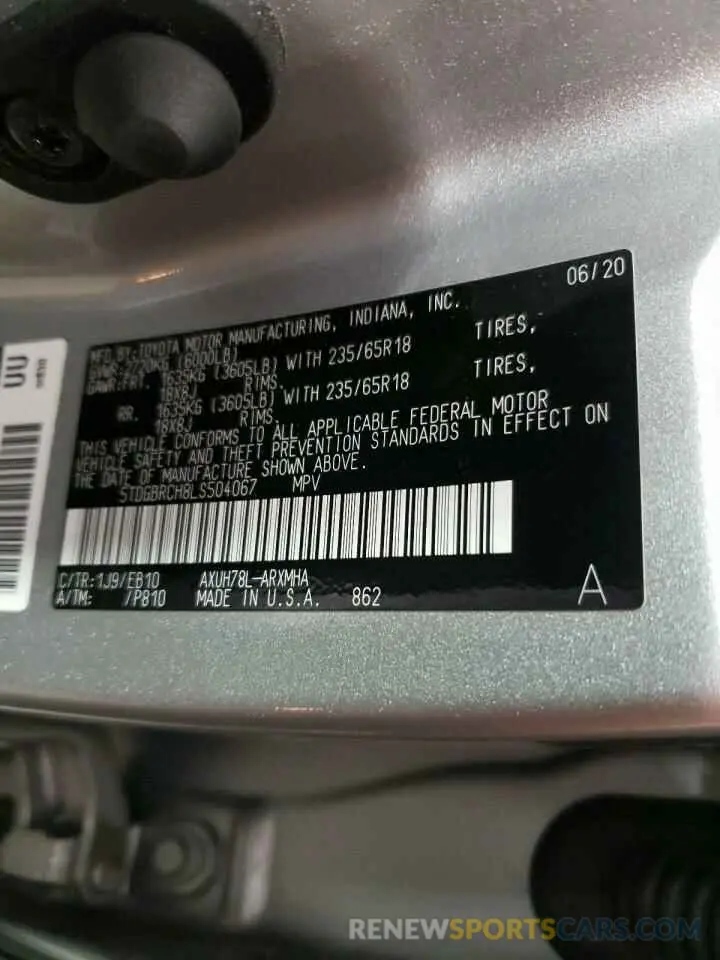 06/20
MFD BY:TOYOTA MOTOR MANUFACTURING, INDIANA, INC.
GVWR:2720KG (6000LB)
GAWR:FRT. 1635KG (3605LB) WITH 235/65R18 TIRES,
18X8J RIMS.
RR. 1635KG (3605LB) WITH 235/65R18 TIRES,
18X8J RIMS.
THIS VEHICLE CONFORMS TO ALL APPLICABLE FEDERAL MOTOR
VEHICLE SAFETY AND THEFT PREVENTION STANDARDS IN EFFECT ON
THE DATE OF MANUFACTURE SHOWN ABOVE.
5TDGBRCH8LS504067 MPV
C/TR:1J9/EB10 AXUH78L-ARXMHA
A/TM: /P810 MADE IN U.S.A. 862
A
RENEWSPORTSCARS.COM